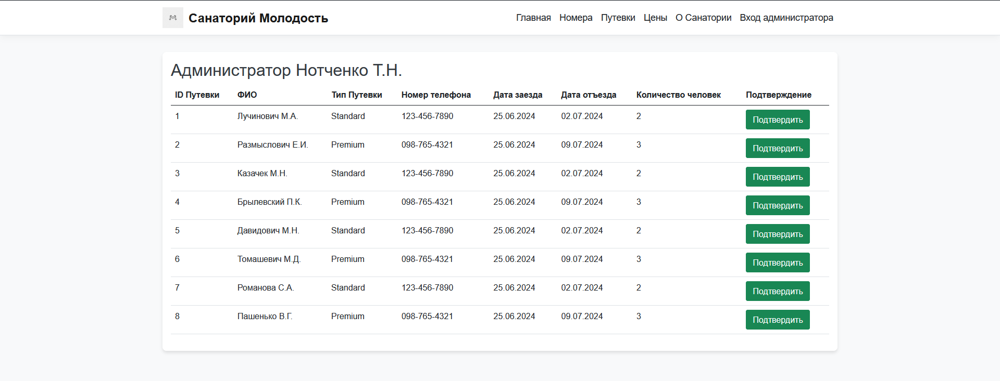 Санаторий Молодость Главная Номера Путевки Цены О Санатории Вход администратора
Администратор Нотченко Т.Н.
ID Путевки ФИО Тип Путевки Номер телефона Дата заезда Дата отъезда Количество человек Подтверждение
1 Лучинович М.А. Standard 123-456-7890 25.06.2024 02.07.2024 2 Подтвердить
2 Размыслович Е.И. Premium 098-765-4321 25.06.2024 09.07.2024 3 Подтвердить
3 Казачек М.Н. Standard 123-456-7890 25.06.2024 02.07.2024 2 Подтвердить
4 Брылевский П.К. Premium 098-765-4321 25.06.2024 09.07.2024 3 Подтвердить
5 Давидович М.Н. Standard 123-456-7890 25.06.2024 02.07.2024 2 Подтвердить
6 Томашевич М.Д. Premium 098-765-4321 25.06.2024 09.07.2024 3 Подтвердить
7 Романова С.А. Standard 123-456-7890 25.06.2024 02.07.2024 2 Подтвердить
8 Пашенько В.Г. Premium 098-765-4321 25.06.2024 09.07.2024 3 Подтвердить